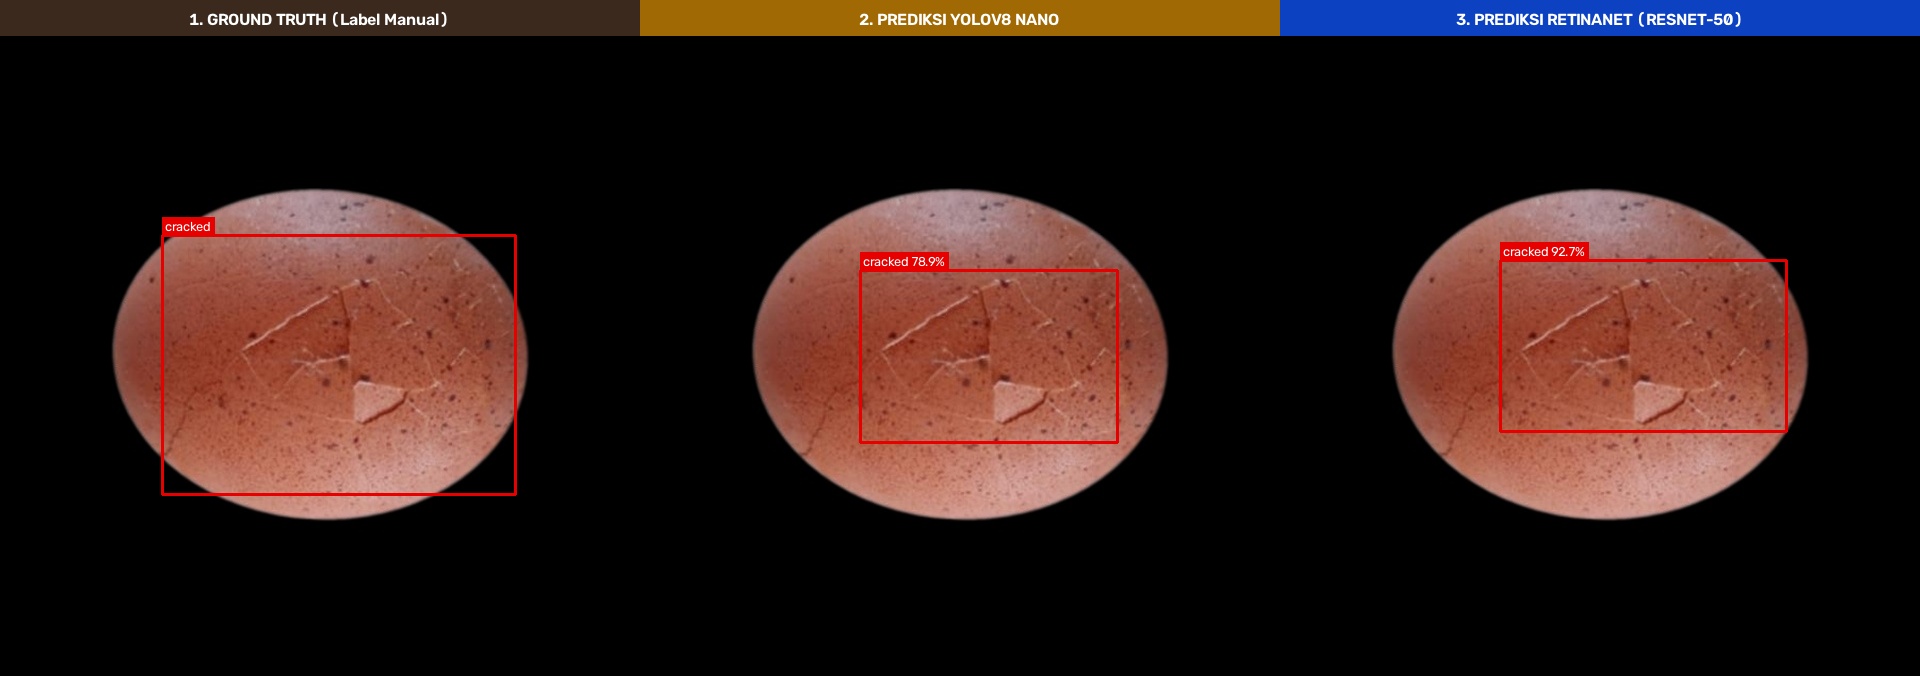 1. GROUND TRUTH (Label Manual)
2. PREDIKSI YOLOV8 NANO
3. PREDIKSI RETINANET (RESNET-50)
cracked
cracked 78.9%
cracked 92.7%